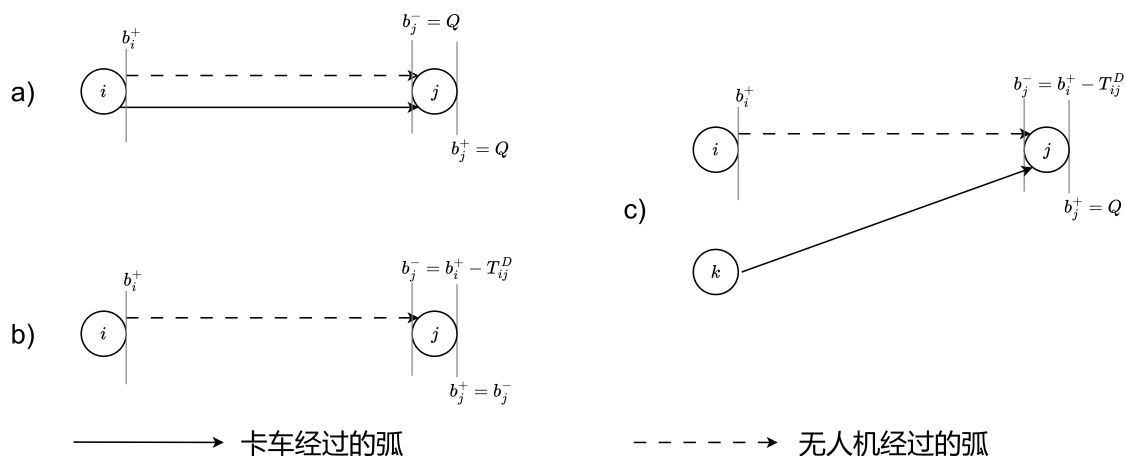 a)
b_i^+
i
b_j^- = Q
j
b_j^+ = Q
b)
b_i^+
i
b_j^- = b_i^+ - T_{ij}^D
j
b_j^+ = b_j^-
c)
b_i^+
i
b_j^- = b_i^+ - T_{ij}^D
j
b_j^+ = Q
k
卡车经过的弧
无人机经过的弧